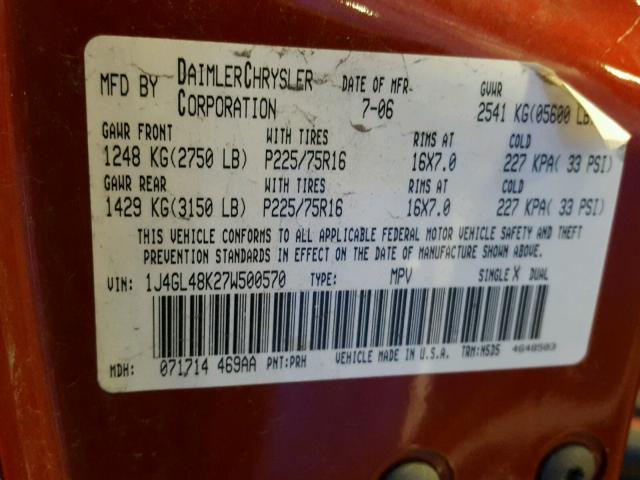 MFD BY DAIMLERCHRYSLER CORPORATION DATE OF MFR 7-06 GVWR 2541 KG(05600 LB)
GAWR FRONT WITH TIRES RIMS AT COLD
1248 KG(2750 LB) P225/75R16 16X7.0 227 KPA( 33 PSI)
GAWR REAR WITH TIRES RIMS AT COLD
1429 KG(3150 LB) P225/75R16 16X7.0 227 KPA( 33 PSI)
THIS VEHICLE CONFORMS TO ALL APPLICABLE FEDERAL MOTOR VEHICLE SAFETY AND THEFT
PREVENTION STANDARDS IN EFFECT ON THE DATE OF MANUFACTURE SHOWN ABOVE.
VIN: 1J4GL48K27W500570 TYPE: MPV SINGLE X DUAL
MDH: 071714 469AA PNT:PRH VEHICLE MADE IN U.S.A. TRM:N5D5 4648503